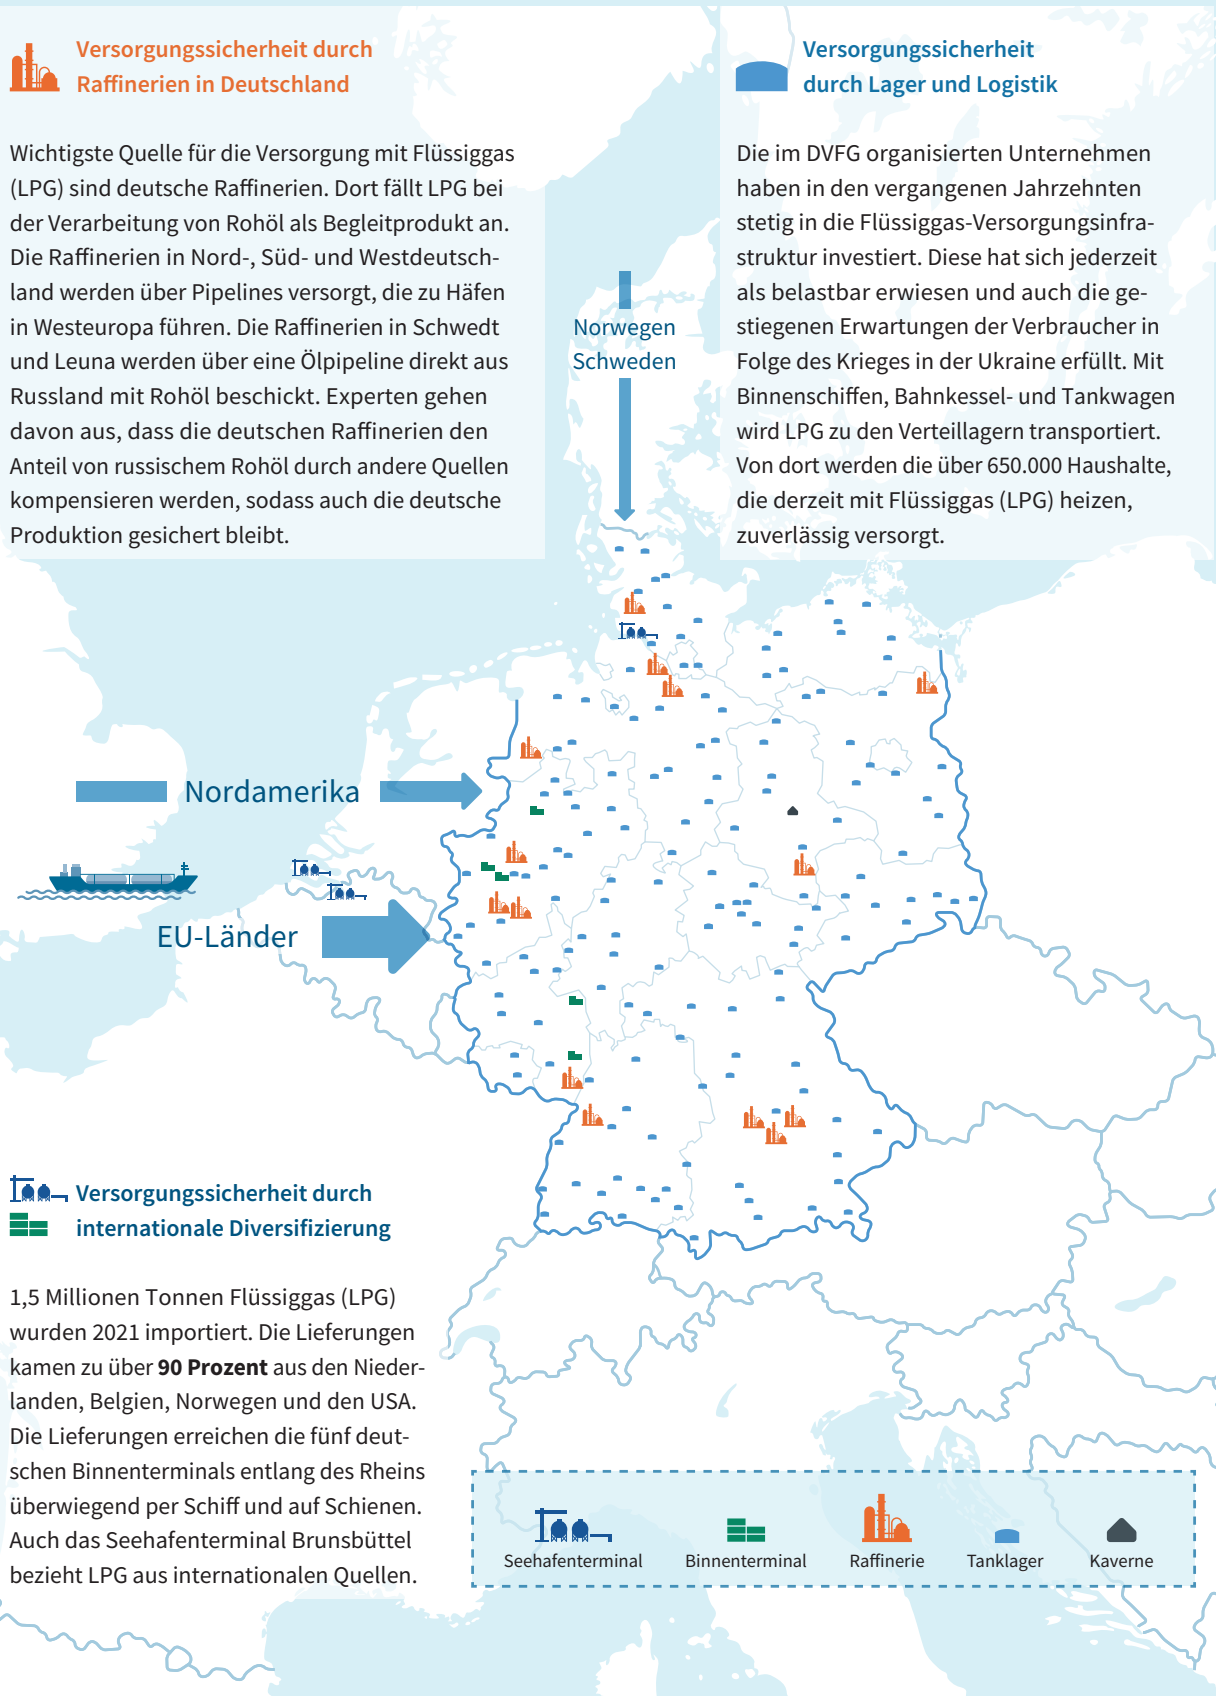 Versorgungssicherheit durch
Raffinerien in Deutschland
Wichtigste Quelle für die Versorgung mit Flüssiggas
(LPG) sind deutsche Raffinerien. Dort fällt LPG bei
der Verarbeitung von Rohöl als Begleitprodukt an.
Die Raffinerien in Nord-, Süd- und Westdeutsch-
land werden über Pipelines versorgt, die zu Häfen
in Westeuropa führen. Die Raffinerien in Schwedt
und Leuna werden über eine Ölpipeline direkt aus
Russland mit Rohöl beschickt. Experten gehen
davon aus, dass die deutschen Raffinerien den
Anteil von russischem Rohöl durch andere Quellen
kompensieren werden, sodass auch die deutsche
Produktion gesichert bleibt.
Versorgungssicherheit
durch Lager und Logistik
Die im DVFG organisierten Unternehmen
haben in den vergangenen Jahrzehnten
stetig in die Flüssiggas-Versorgungsinfra-
struktur investiert. Diese hat sich jederzeit
als belastbar erwiesen und auch die ge-
stiegenen Erwartungen der Verbraucher in
Folge des Krieges in der Ukraine erfüllt. Mit
Binnenschiffen, Bahnkessel- und Tankwagen
wird LPG zu den Verteillagern transportiert.
Von dort werden die über 650.000 Haushalte,
die derzeit mit Flüssiggas (LPG) heizen,
zuverlässig versorgt.
Norwegen
Schweden
Nordamerika
EU-Länder
Versorgungssicherheit durch
internationale Diversifizierung
1,5 Millionen Tonnen Flüssiggas (LPG)
wurden 2021 importiert. Die Lieferungen
kamen zu über 90 Prozent aus den Nieder-
landen, Belgien, Norwegen und den USA.
Die Lieferungen erreichen die fünf deut-
schen Binnenterminals entlang des Rheins
überwiegend per Schiff und auf Schienen.
Auch das Seehafenterminal Brunsbüttel
bezieht LPG aus internationalen Quellen.
Seehafenterminal
Binnenterminal
Raffinerie
Tanklager
Kaverne